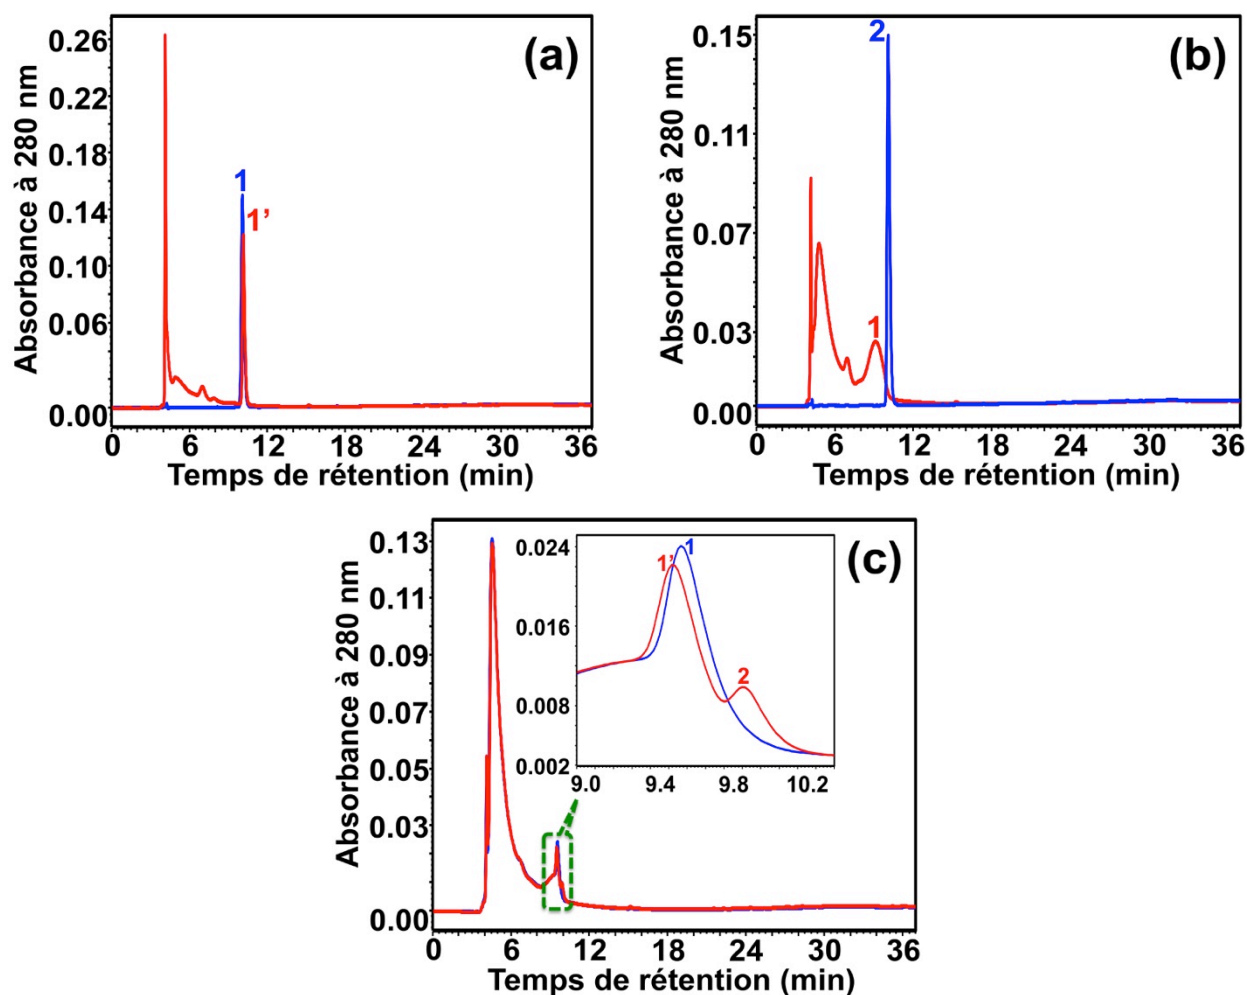 (a)
Absorbance à 280 nm
0.26
0.22
0.18
0.14
0.10
0.06
0.00
1
1’
0 6 12 18 24 30 36
Temps de rétention (min)
(b)
Absorbance à 280 nm
0.15
0.11
0.07
0.03
0.00
2
1
0 6 12 18 24 30 36
Temps de rétention (min)
(c)
Absorbance à 280 nm
0.13
0.11
0.09
0.07
0.05
0.03
0.00
0.024
0.016
0.008
0.002
1’
1
2
9.0 9.4 9.8 10.2
0 6 12 18 24 30 36
Temps de rétention (min)